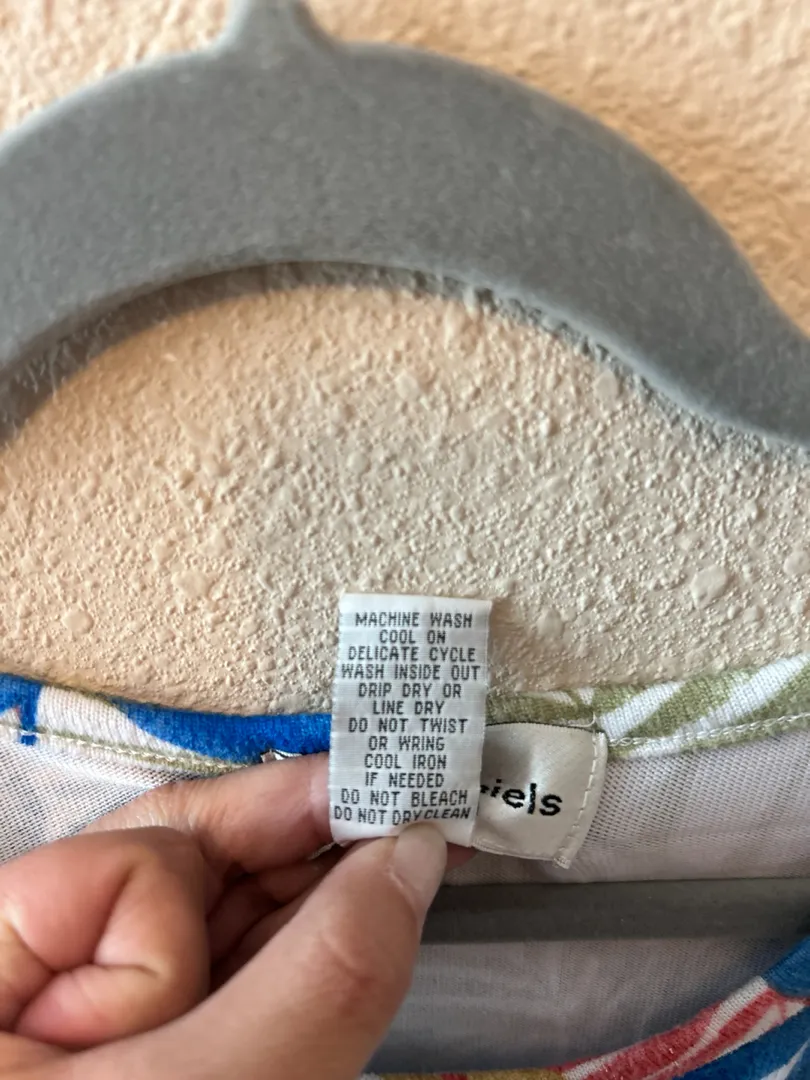 MACHINE WASH
COOL ON
DELICATE CYCLE
WASH INSIDE OUT
DRIP DRY OR
LINE DRY
DO NOT TWIST
OR WRING
COOL IRON
IF NEEDED
DO NOT BLEACH
DO NOT DRY CLEAN